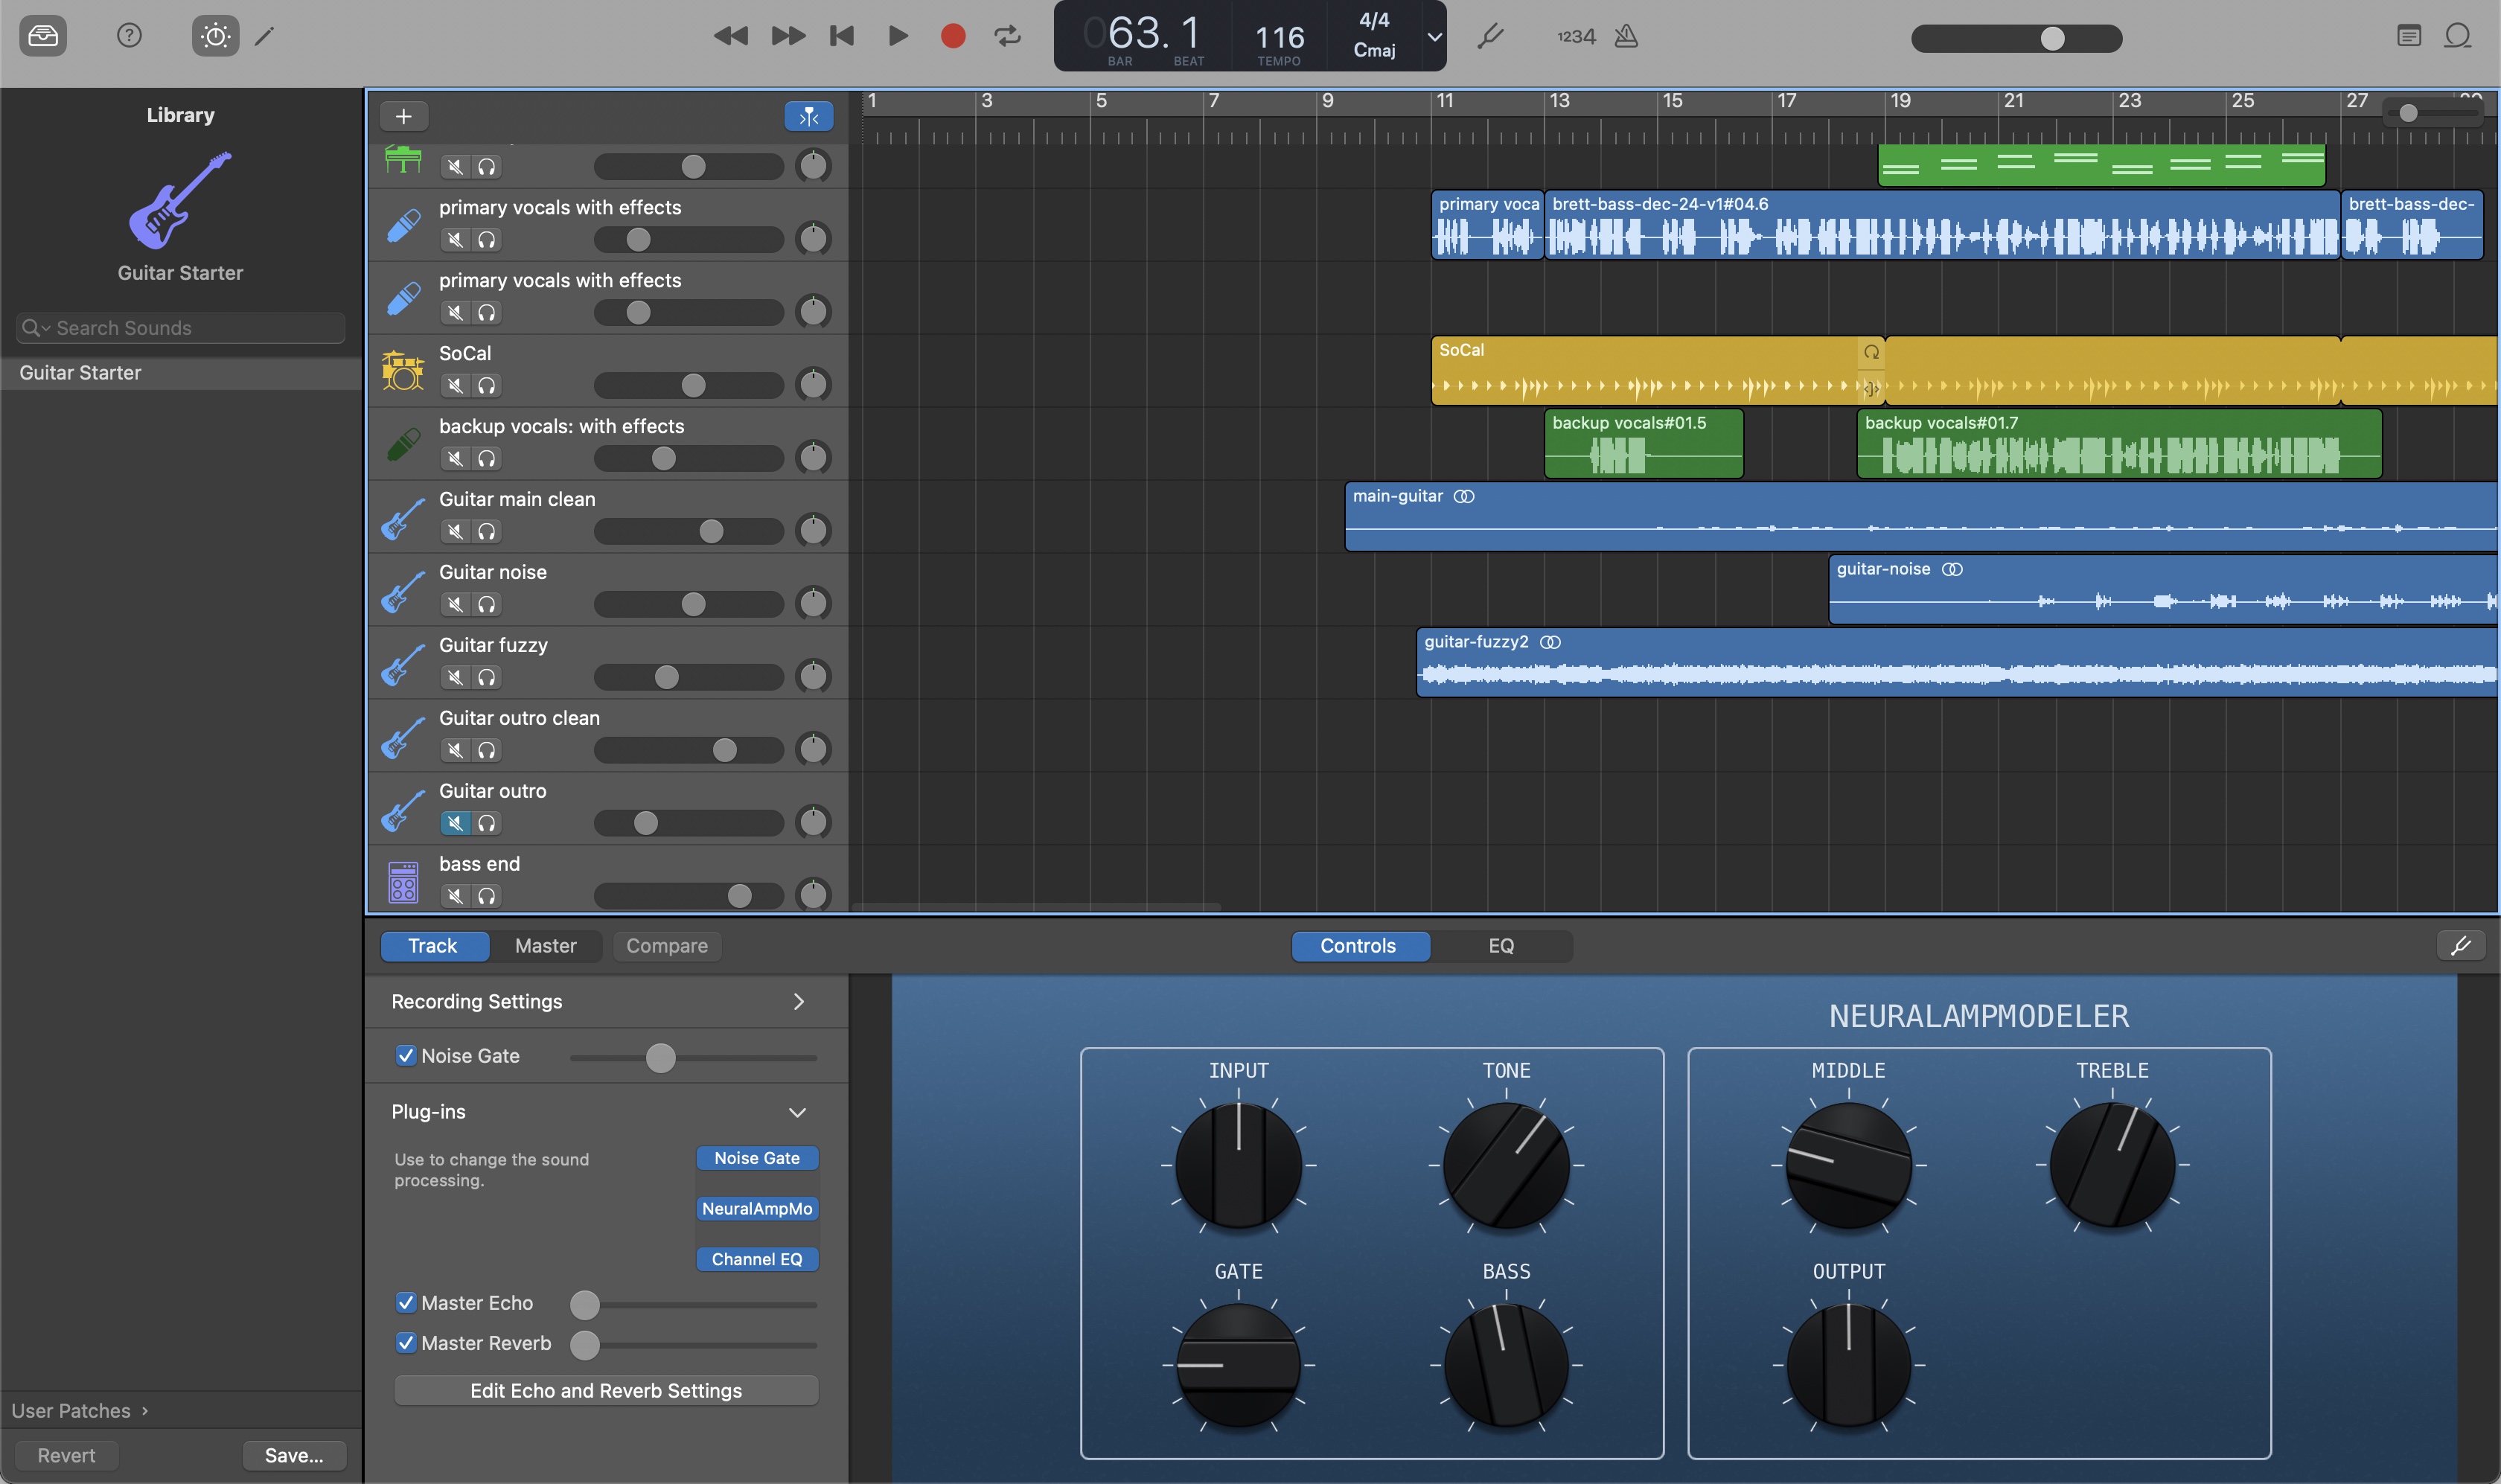 063. 1
BAR
BEAT
116
TEMPO
4/4
Cmaj
1234
Library
Guitar Starter
Search Sounds
Guitar Starter
User Patches
Revert
Save...
1 3 5 7 9 11 13 15 17 19 21 23 25 27
primary vocals with effects
primary voca
brett-bass-dec-24-v1#04.6
brett-bass-dec-
primary vocals with effects
SoCal
SoCal
backup vocals: with effects
backup vocals#01.5
backup vocals#01.7
Guitar main clean
main-guitar
Guitar noise
guitar-noise
Guitar fuzzy
guitar-fuzzy2
Guitar outro clean
Guitar outro
bass end
Track
Master
Compare
Controls
EQ
Recording Settings
Noise Gate
Plug-ins
Use to change the sound
processing.
Noise Gate
NeuralAmpMo
Channel EQ
Master Echo
Master Reverb
Edit Echo and Reverb Settings
NEURALAMPMODELER
INPUT
TONE
MIDDLE
TREBLE
GATE
BASS
OUTPUT